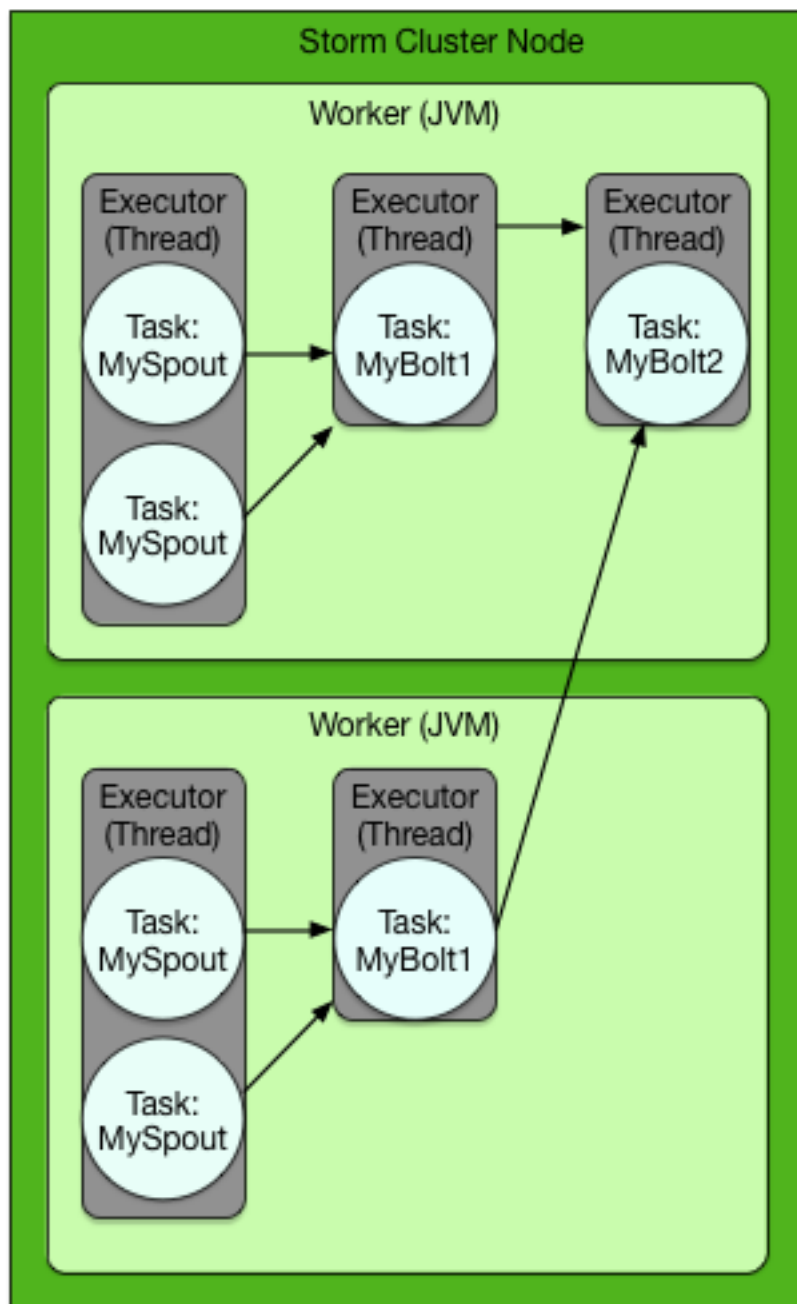 Storm Cluster Node
Worker (JVM)
Executor
(Thread)
Task:
MySpout
Task:
MySpout
Executor
(Thread)
Task:
MyBolt1
Executor
(Thread)
Task:
MyBolt2
Worker (JVM)
Executor
(Thread)
Task:
MySpout
Task:
MySpout
Executor
(Thread)
Task:
MyBolt1